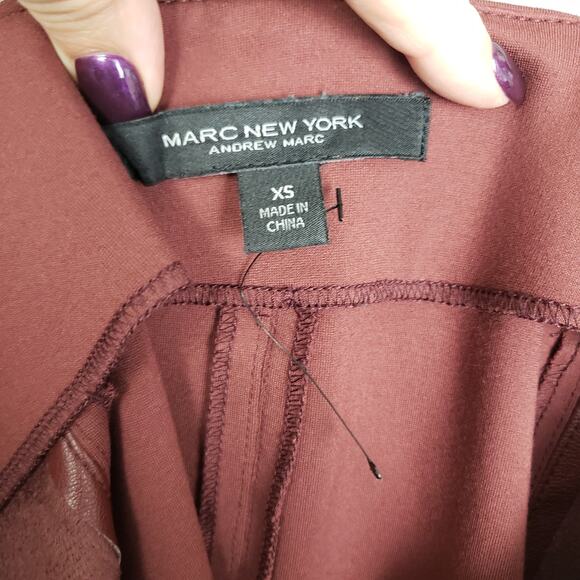 MARC NEW YORK
ANDREW MARC
XS
MADE IN
CHINA